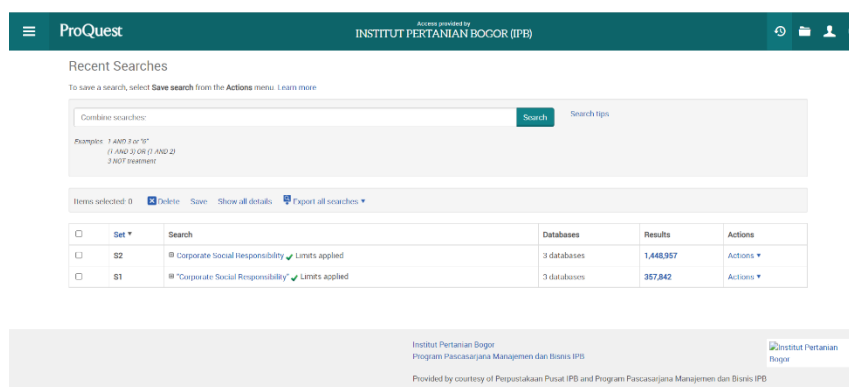 ProQuest
Access provided by
INSTITUT PERTANIAN BOGOR (IPB)
Recent Searches
To save a search, select Save search from the Actions menu. Learn more
Combine searches:
Search
Search tips
Examples 1 AND 3 or "6"
(1 AND 3) OR (1 AND 2)
3 NOT treatment
Items selected: 0 Delete Save Show all details Export all searches
Set Search Databases Results Actions
S2 Corporate Social Responsibility Limits applied 3 databases 1,448,957 Actions
S1 "Corporate Social Responsibility" Limits applied 3 databases 357,842 Actions
Institut Pertanian Bogor
Program Pascasarjana Manajemen dan Bisnis IPB
Institut Pertanian
Bogor
Provided by courtesy of Perpustakaan Pusat IPB and Program Pascasarjana Manajemen dan Bisnis IPB